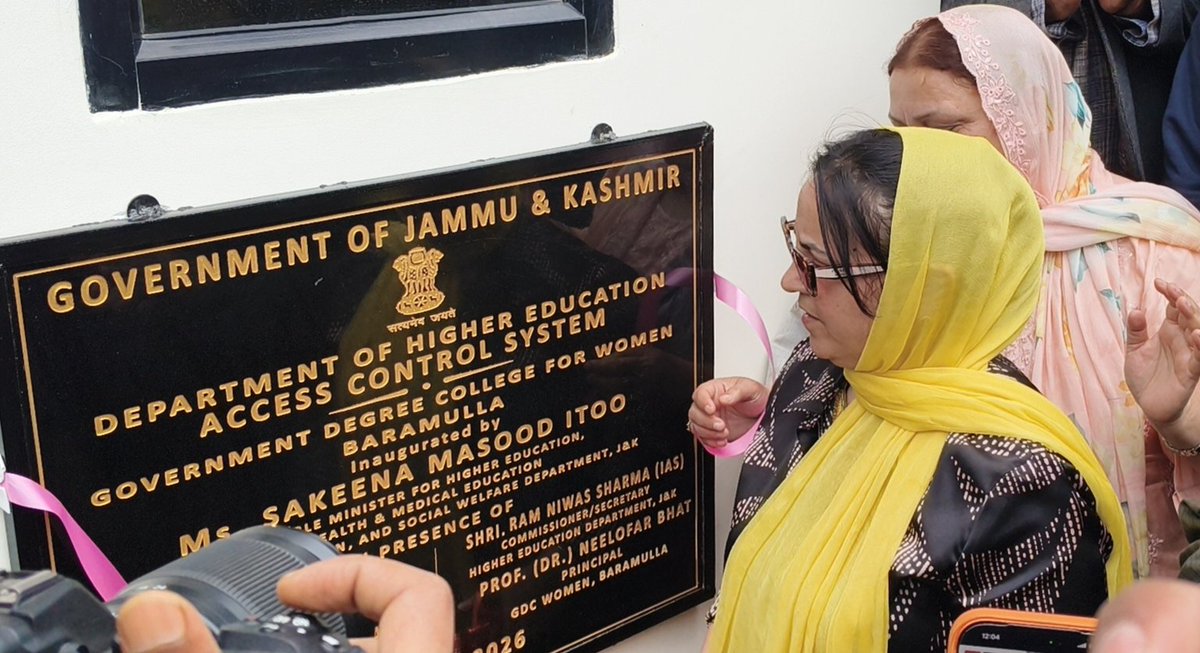 GOVERNMENT OF JAMMU & KASHMIR
सत्यमेव जयते
DEPARTMENT OF HIGHER EDUCATION
ACCESS CONTROL SYSTEM
GOVERNMENT DEGREE COLLEGE FOR WOMEN
BARAMULLA
Inaugurated by
Ms. SAKEENA MASOOD ITOO
MINISTER FOR HIGHER EDUCATION,
& MEDICAL EDUCATION
AND SOCIAL WELFARE DEPARTMENT, J&K
PRESENCE OF
SHRI. RAM NIWAS SHARMA (IAS)
COMMISSIONER/SECRETARY
HIGHER EDUCATION DEPARTMENT, J&K
PROF. (DR.) NEELOFAR BHAT
PRINCIPAL
GDC WOMEN, BARAMULLA
2026
12:04